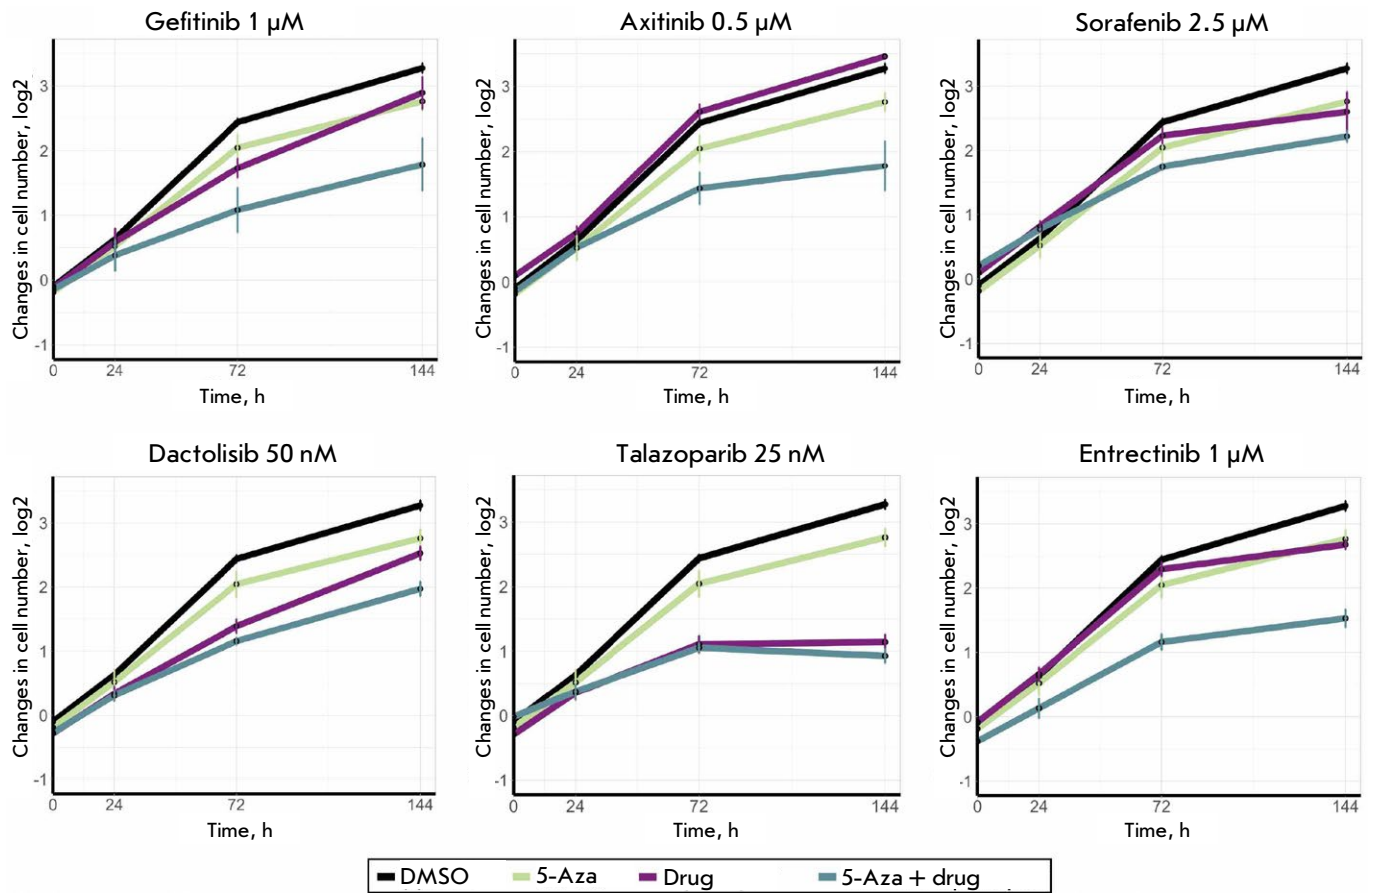 Gefitinib 1 µM
Changes in cell number, log2
3
2
1
0
-1
0 24 72 144
Time, h
Axitinib 0.5 µM
Changes in cell number, log2
3
2
1
0
-1
0 24 72 144
Time, h
Sorafenib 2.5 µM
Changes in cell number, log2
3
2
1
0
-1
0 24 72 144
Time, h
Dactolisib 50 nM
Changes in cell number, log2
3
2
1
0
-1
0 24 72 144
Time, h
Talazoparib 25 nM
Changes in cell number, log2
3
2
1
0
-1
0 24 72 144
Time, h
Entrectinib 1 µM
Changes in cell number, log2
3
2
1
0
-1
0 24 72 144
Time, h
DMSO 5-Aza Drug 5-Aza + drug